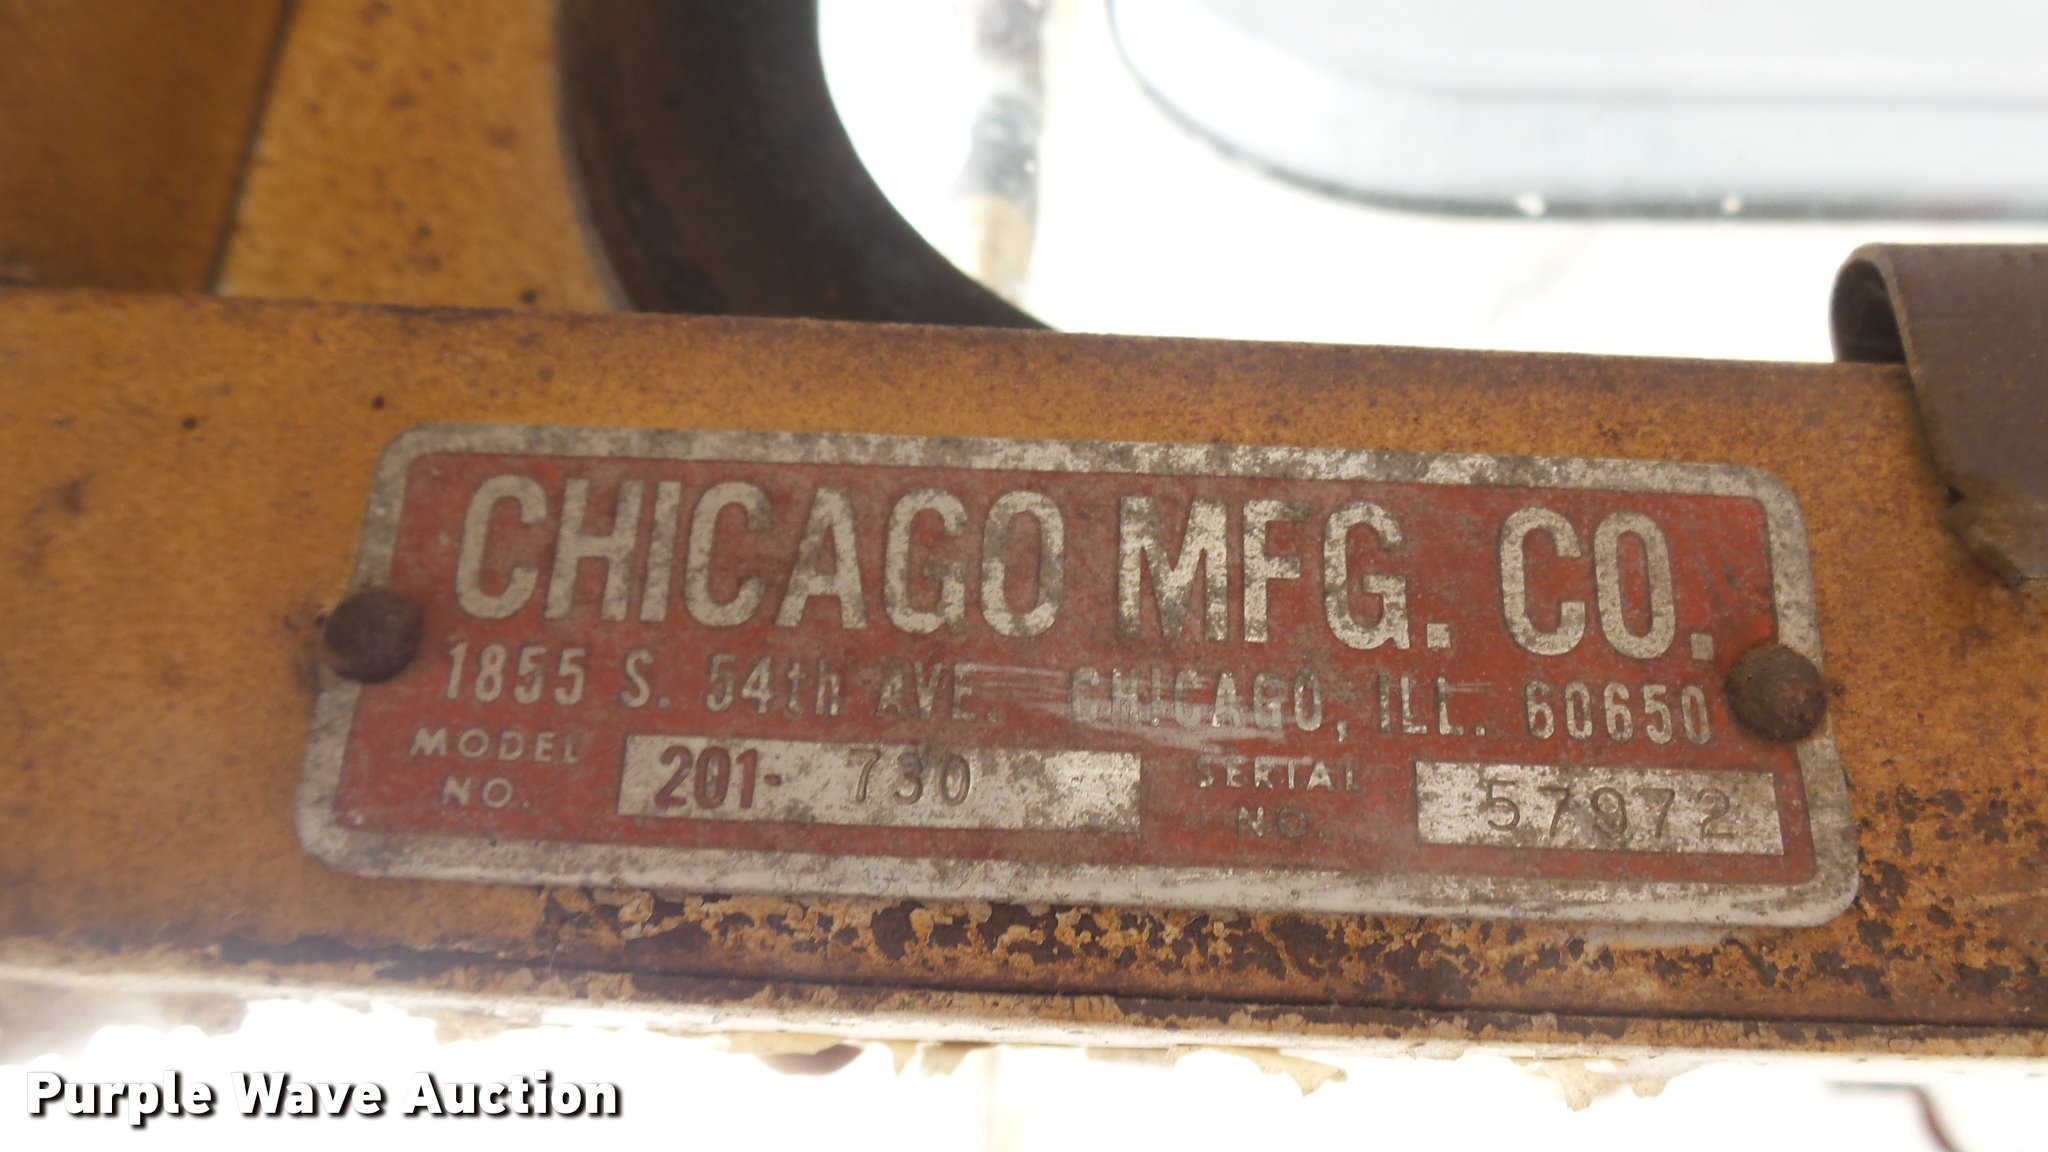 CHICAGO MFG. CO.
1855 S. 54th AVE. CHICAGO, ILL. 60650
MODEL NO. 201- 730 SERIAL NO. 57972
Purple Wave Auction